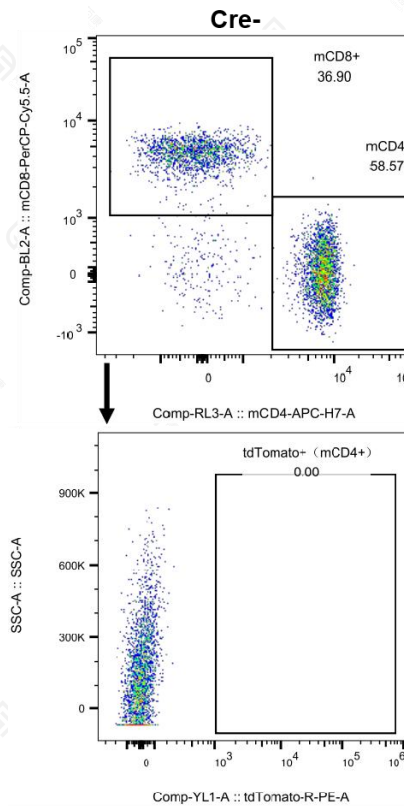 Cre-
mCD8+
36.90
mCD4
58.57
10^5
10^4
10^3
0
-10^3
Comp-BL2-A :: mCD8-PerCP-Cy5.5-A
0
10^4
Comp-RL3-A :: mCD4-APC-H7-A
tdTomato+（mCD4+）
0.00
900K
600K
300K
0
SSC-A :: SSC-A
0
10^3
10^4
10^5
10^6
Comp-YL1-A :: tdTomato-R-PE-A